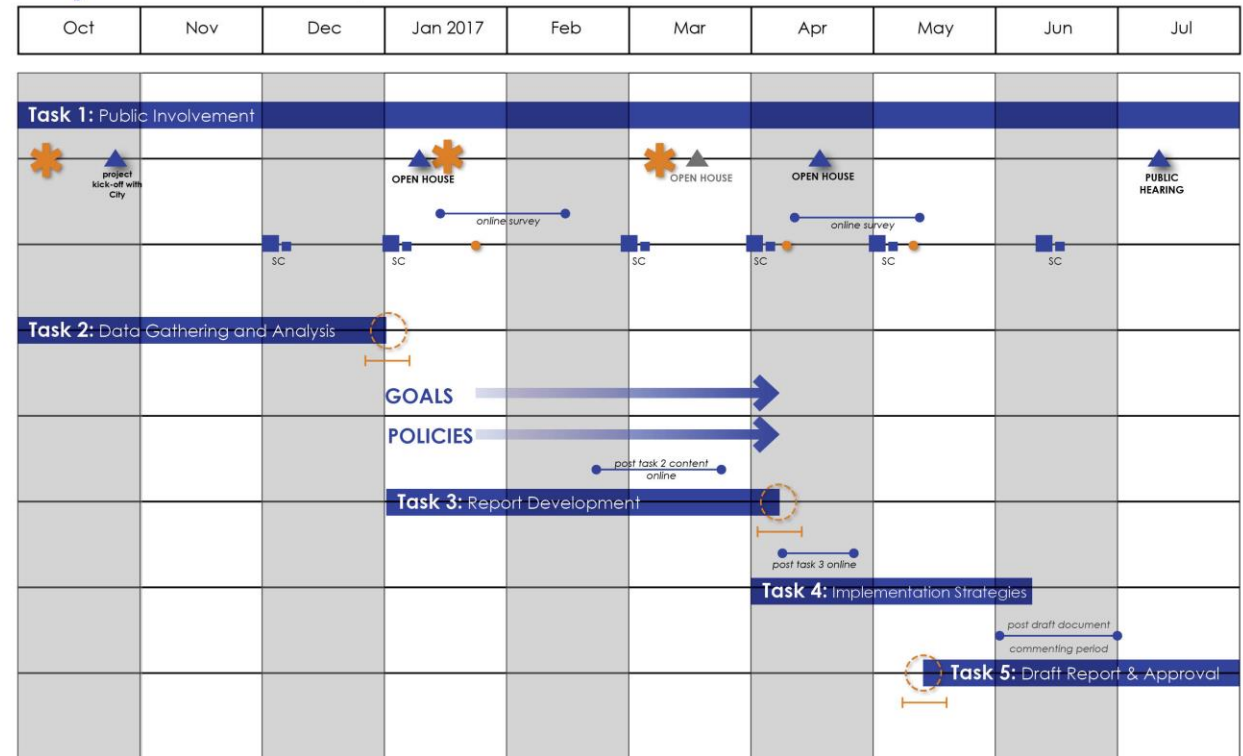 Oct Nov Dec Jan 2017 Feb Mar Apr May Jun Jul
Task 1: Public Involvement
project
kick-off with
City
OPEN HOUSE
OPEN HOUSE
OPEN HOUSE
PUBLIC
HEARING
online survey
online survey
SC SC SC SC SC SC
Task 2: Data Gathering and Analysis
GOALS
POLICIES
post task 2 content
online
Task 3: Report Development
post task 3 online
Task 4: Implementation Strategies
post draft document
commenting period
Task 5: Draft Report & Approval